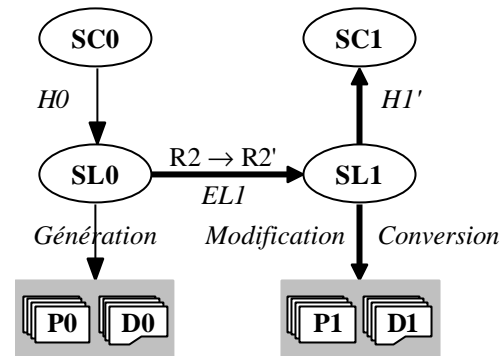 SC0 SC1
H0 H1'
R2 → R2'
SL0 SL1
EL1
Génération Modification Conversion
P0 D0 P1 D1